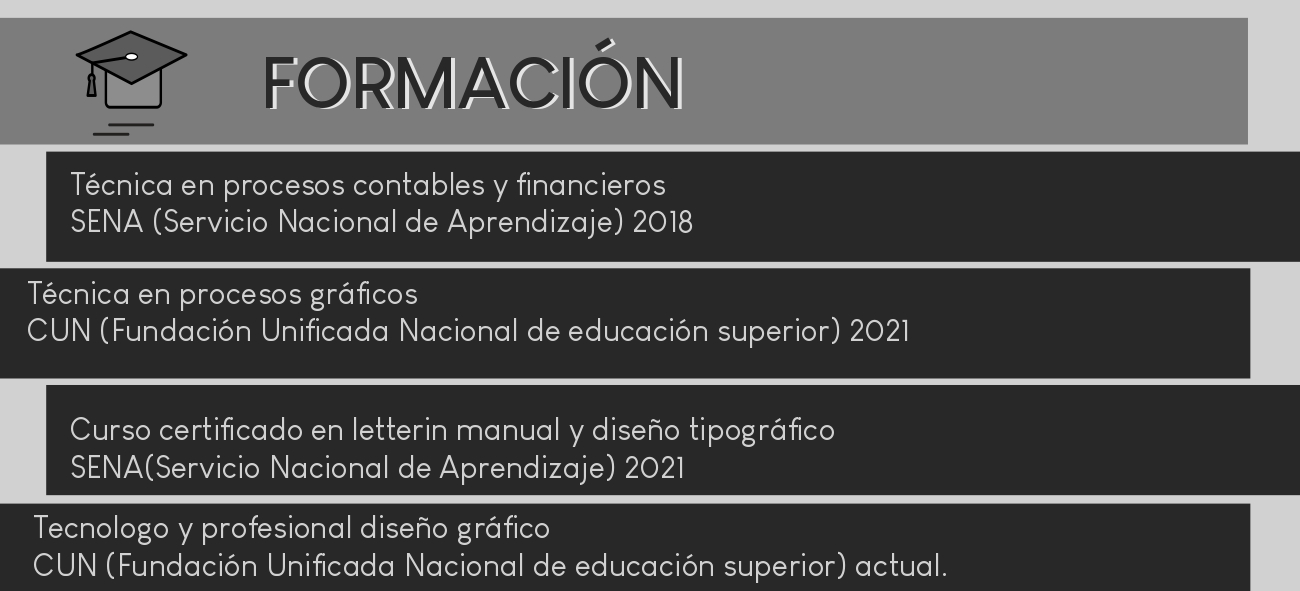 FORMACIÓN
Técnica en procesos contables y financieros
SENA (Servicio Nacional de Aprendizaje) 2018
Técnica en procesos gráficos
CUN (Fundación Unificada Nacional de educación superior) 2021
Curso certificado en letterin manual y diseño tipográfico
SENA(Servicio Nacional de Aprendizaje) 2021
Tecnologo y profesional diseño gráfico
CUN (Fundación Unificada Nacional de educación superior) actual.